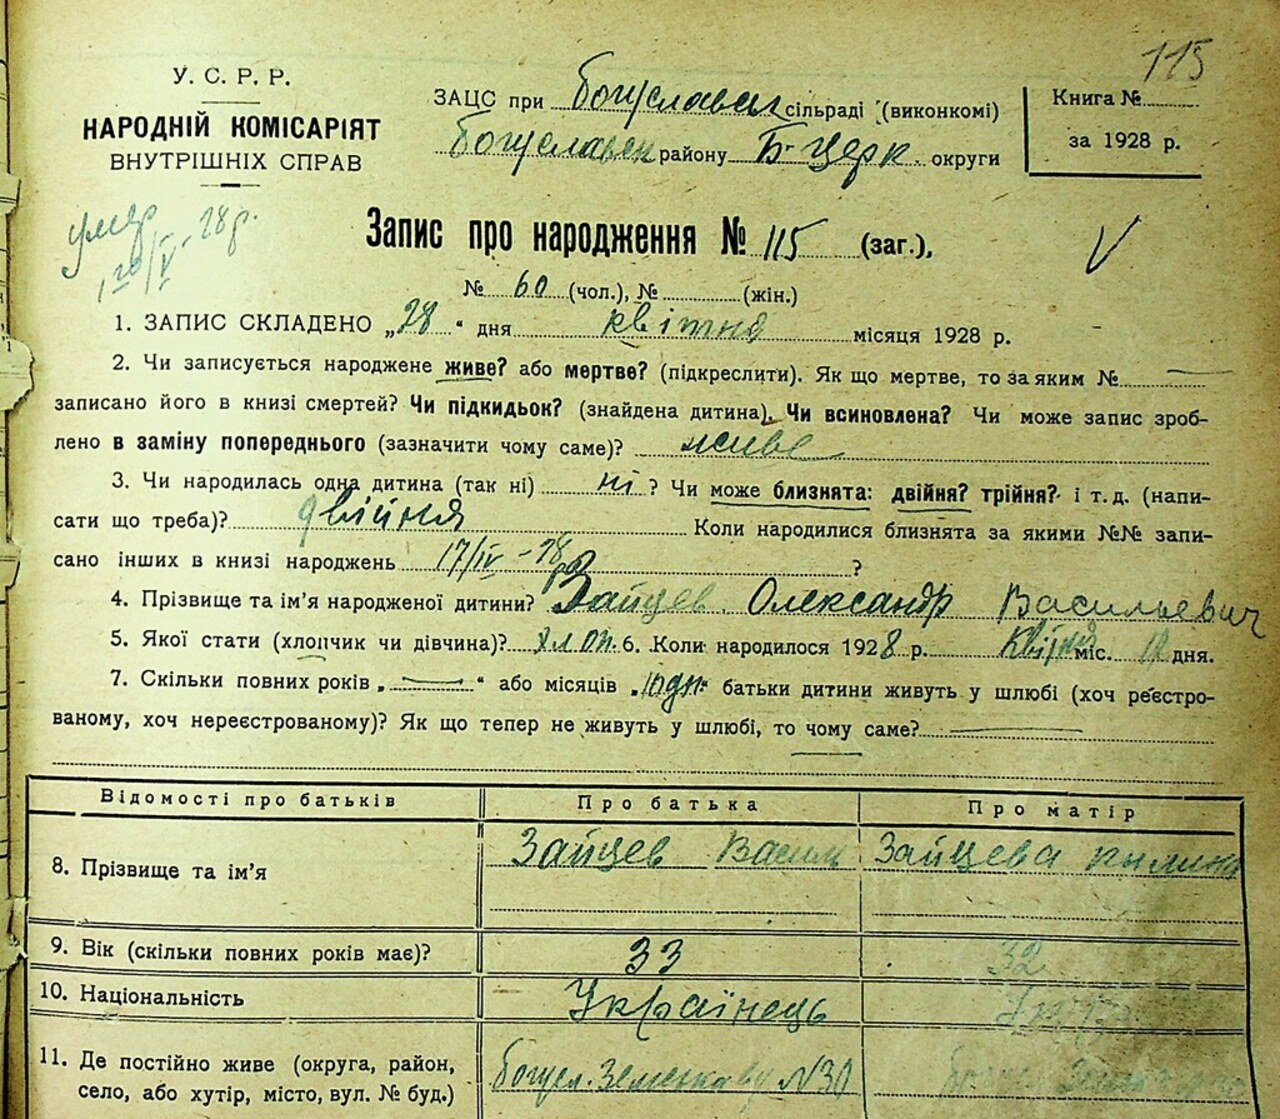 115
У. С. Р. Р.
НАРОДНІЙ КОМІСАРІЯТ
ВНУТРІШНІХ СПРАВ
ЗАЦС при Богуславськ сільраді (виконкомі)
Богуславськ району Б-Церк. округи
Книга №
за 1928 р.
умер 28р.
Запис про народження № 115 (заг.),
№ 60 (чол.), № (жін.)
1. ЗАПИС СКЛАДЕНО „28“ дня квітня місяця 1928 р.
2. Чи записується народжене живе? або мертве? (підкреслити). Як що мертве, то за яким № —
записано його в книзі смертей? Чи підкидьок? (знайдена дитина). Чи всиновлена? Чи може запис зроб-
лено в заміну попереднього (зазначити чому саме)? живе
3. Чи народилась одна дитина (так ні) ні? Чи може близнята: двійня? трійня? і т. д. (напи-
сати що треба)? двійня Коли народилися близнята за якими №№ запи-
сано інших в книзі народжень 17/IV-28р?
4. Прізвище та ім'я народженої дитини? Зайцев Олександр Васильевич
5. Якої стати (хлопчик чи дівчина)? хлоп. 6. Коли народилося 1928 р. квітня міс. дня.
7. Скільки повних років „—“ або місяців „ “ батьки дитини живуть у шлюбі (хоч реєстро-
ваному, хоч нереєстрованому)? Як що тепер не живуть у шлюбі, то чому саме? —
Відомості про батьків Про батька Про матір
8. Прізвище та ім'я Зайцев Васил Зайцева Килина
9. Вік (скільки повних років має)? 33 32
10. Національність Українець
11. Де постійно живе (округа, район, Богусл.
село, або хутір, місто, вул. № буд.)